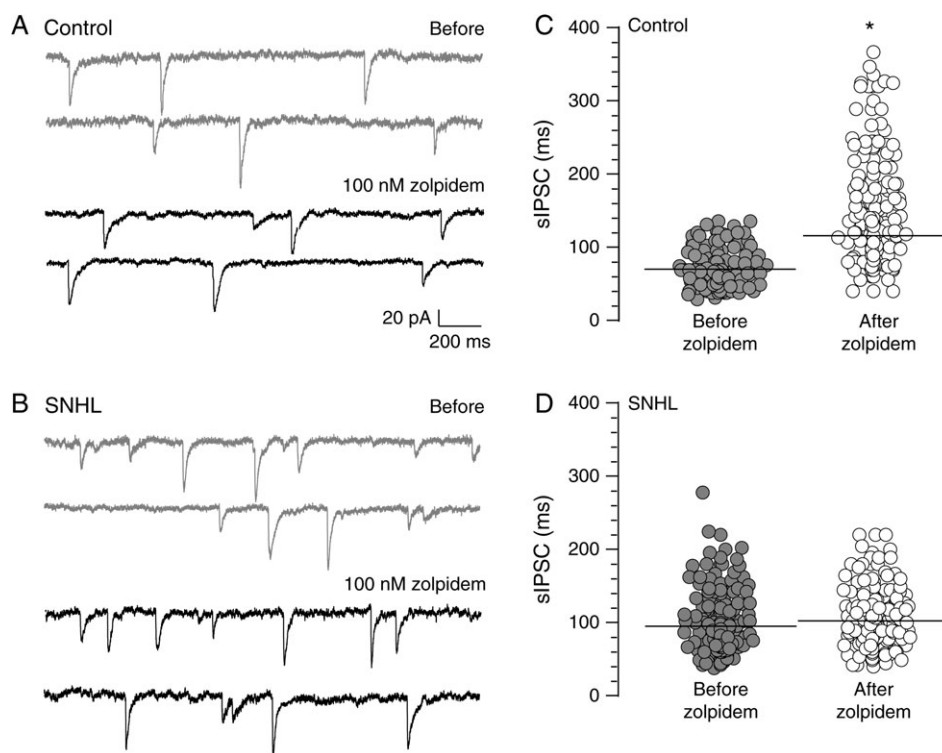 A Control Before
100 nM zolpidem
20 pA
200 ms
B SNHL Before
100 nM zolpidem
C
Control
*
400
300
200
100
0
sIPSC (ms)
Before
zolpidem
After
zolpidem
D
SNHL
400
300
200
100
0
sIPSC (ms)
Before
zolpidem
After
zolpidem